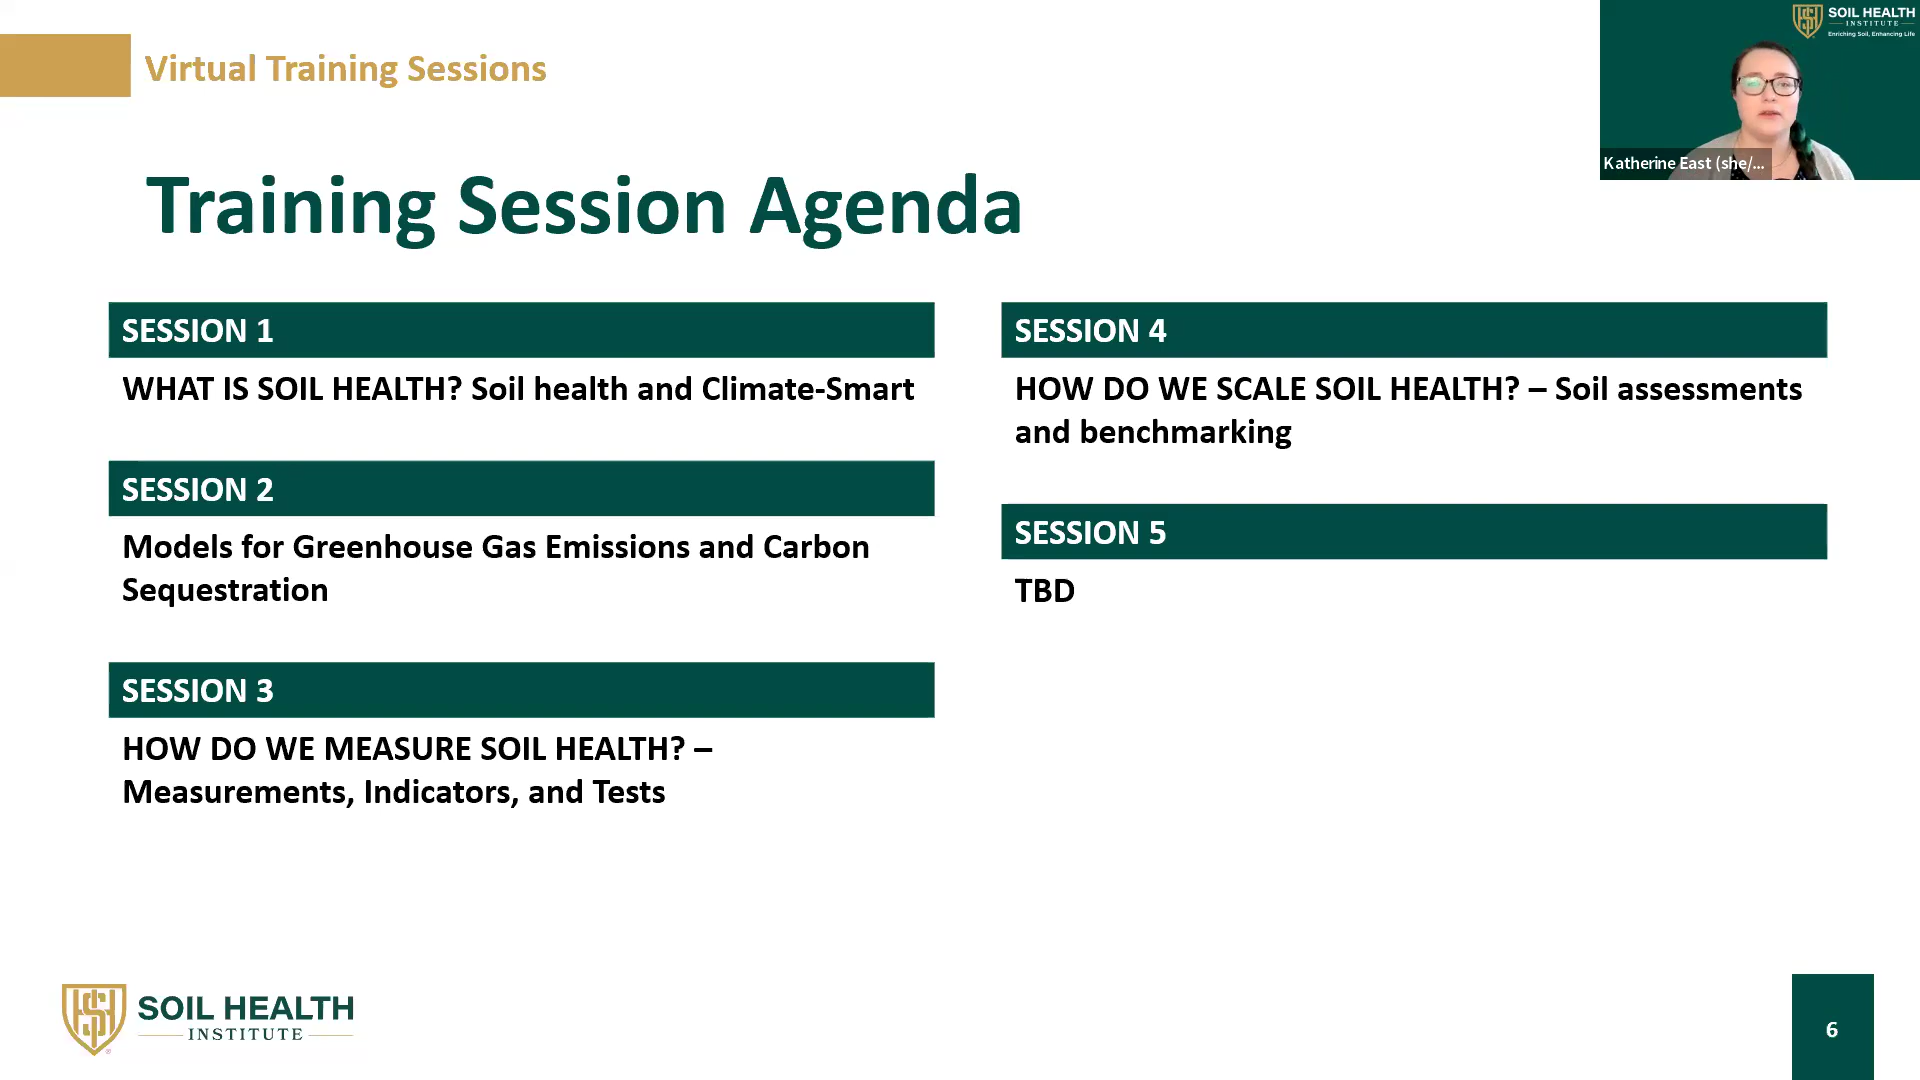 Virtual Training Sessions
SOIL HEALTH
INSTITUTE
Enriching Soil, Enhancing Life
Katherine East (she/...
Training Session Agenda
SESSION 1
WHAT IS SOIL HEALTH? Soil health and Climate-Smart
SESSION 2
Models for Greenhouse Gas Emissions and Carbon
Sequestration
SESSION 3
HOW DO WE MEASURE SOIL HEALTH? –
Measurements, Indicators, and Tests
SESSION 4
HOW DO WE SCALE SOIL HEALTH? – Soil assessments
and benchmarking
SESSION 5
TBD
SOIL HEALTH
INSTITUTE
6